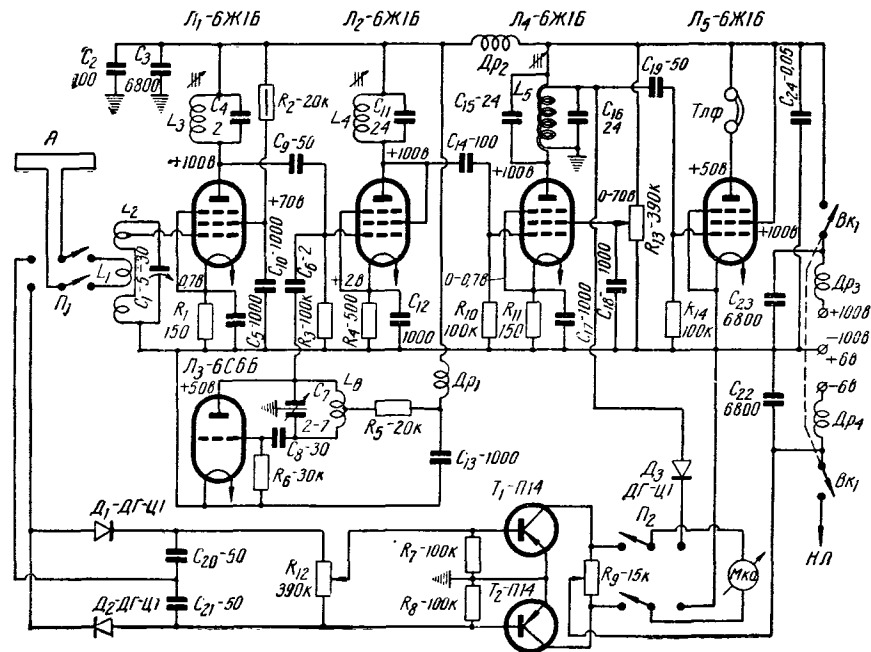 Л₁-6Ж1Б
Л₂-6Ж1Б
Л₄-6Ж1Б
Л₅-6Ж1Б
C₂
100
C₃
6800
Др₂
C₁₉-50
C₂₄-0,05
L₃
C₄
2
R₂-20к
L₄
C₁₁
24
C₁₅-24
L₅
C₁₆
24
Тлф
А
+100в
C₉-50
+100в
C₁₄-100
+100в
0-70в
R₁₃-390к
+50в
+70в
+100в
Вк₁
L₂
L₁
C₁-5-30
П₁
0,7в
R₁
150
C₅-1000
C₁₀-1000
C₆-2
R₃-100к
+2в
R₄-500
C₁₂
1000
0-0,7в
R₁₀
100к
R₁₁
150
C₁₇-1000
C₁₈-1000
R₁₄
100к
C₂₃
6800
Др₃
+100в
-100в
+6в
-6в
Л₃-6С6Б
+50в
C₇
2-7
L₆
Др₁
C₂₂
6800
Др₄
C₈-30
R₅-20к
R₆-30к
C₁₃-1000
Д₃
ДГ-Ц1
Вк₁
Д₁-ДГ-Ц1
Т₁-П14
П₂
НЛ
C₂₀-50
R₁₂
390к
R₇-100к
R₉-15к
Мка
C₂₁-50
Т₂-П14
Д₂-ДГ-Ц1
R₈-100к